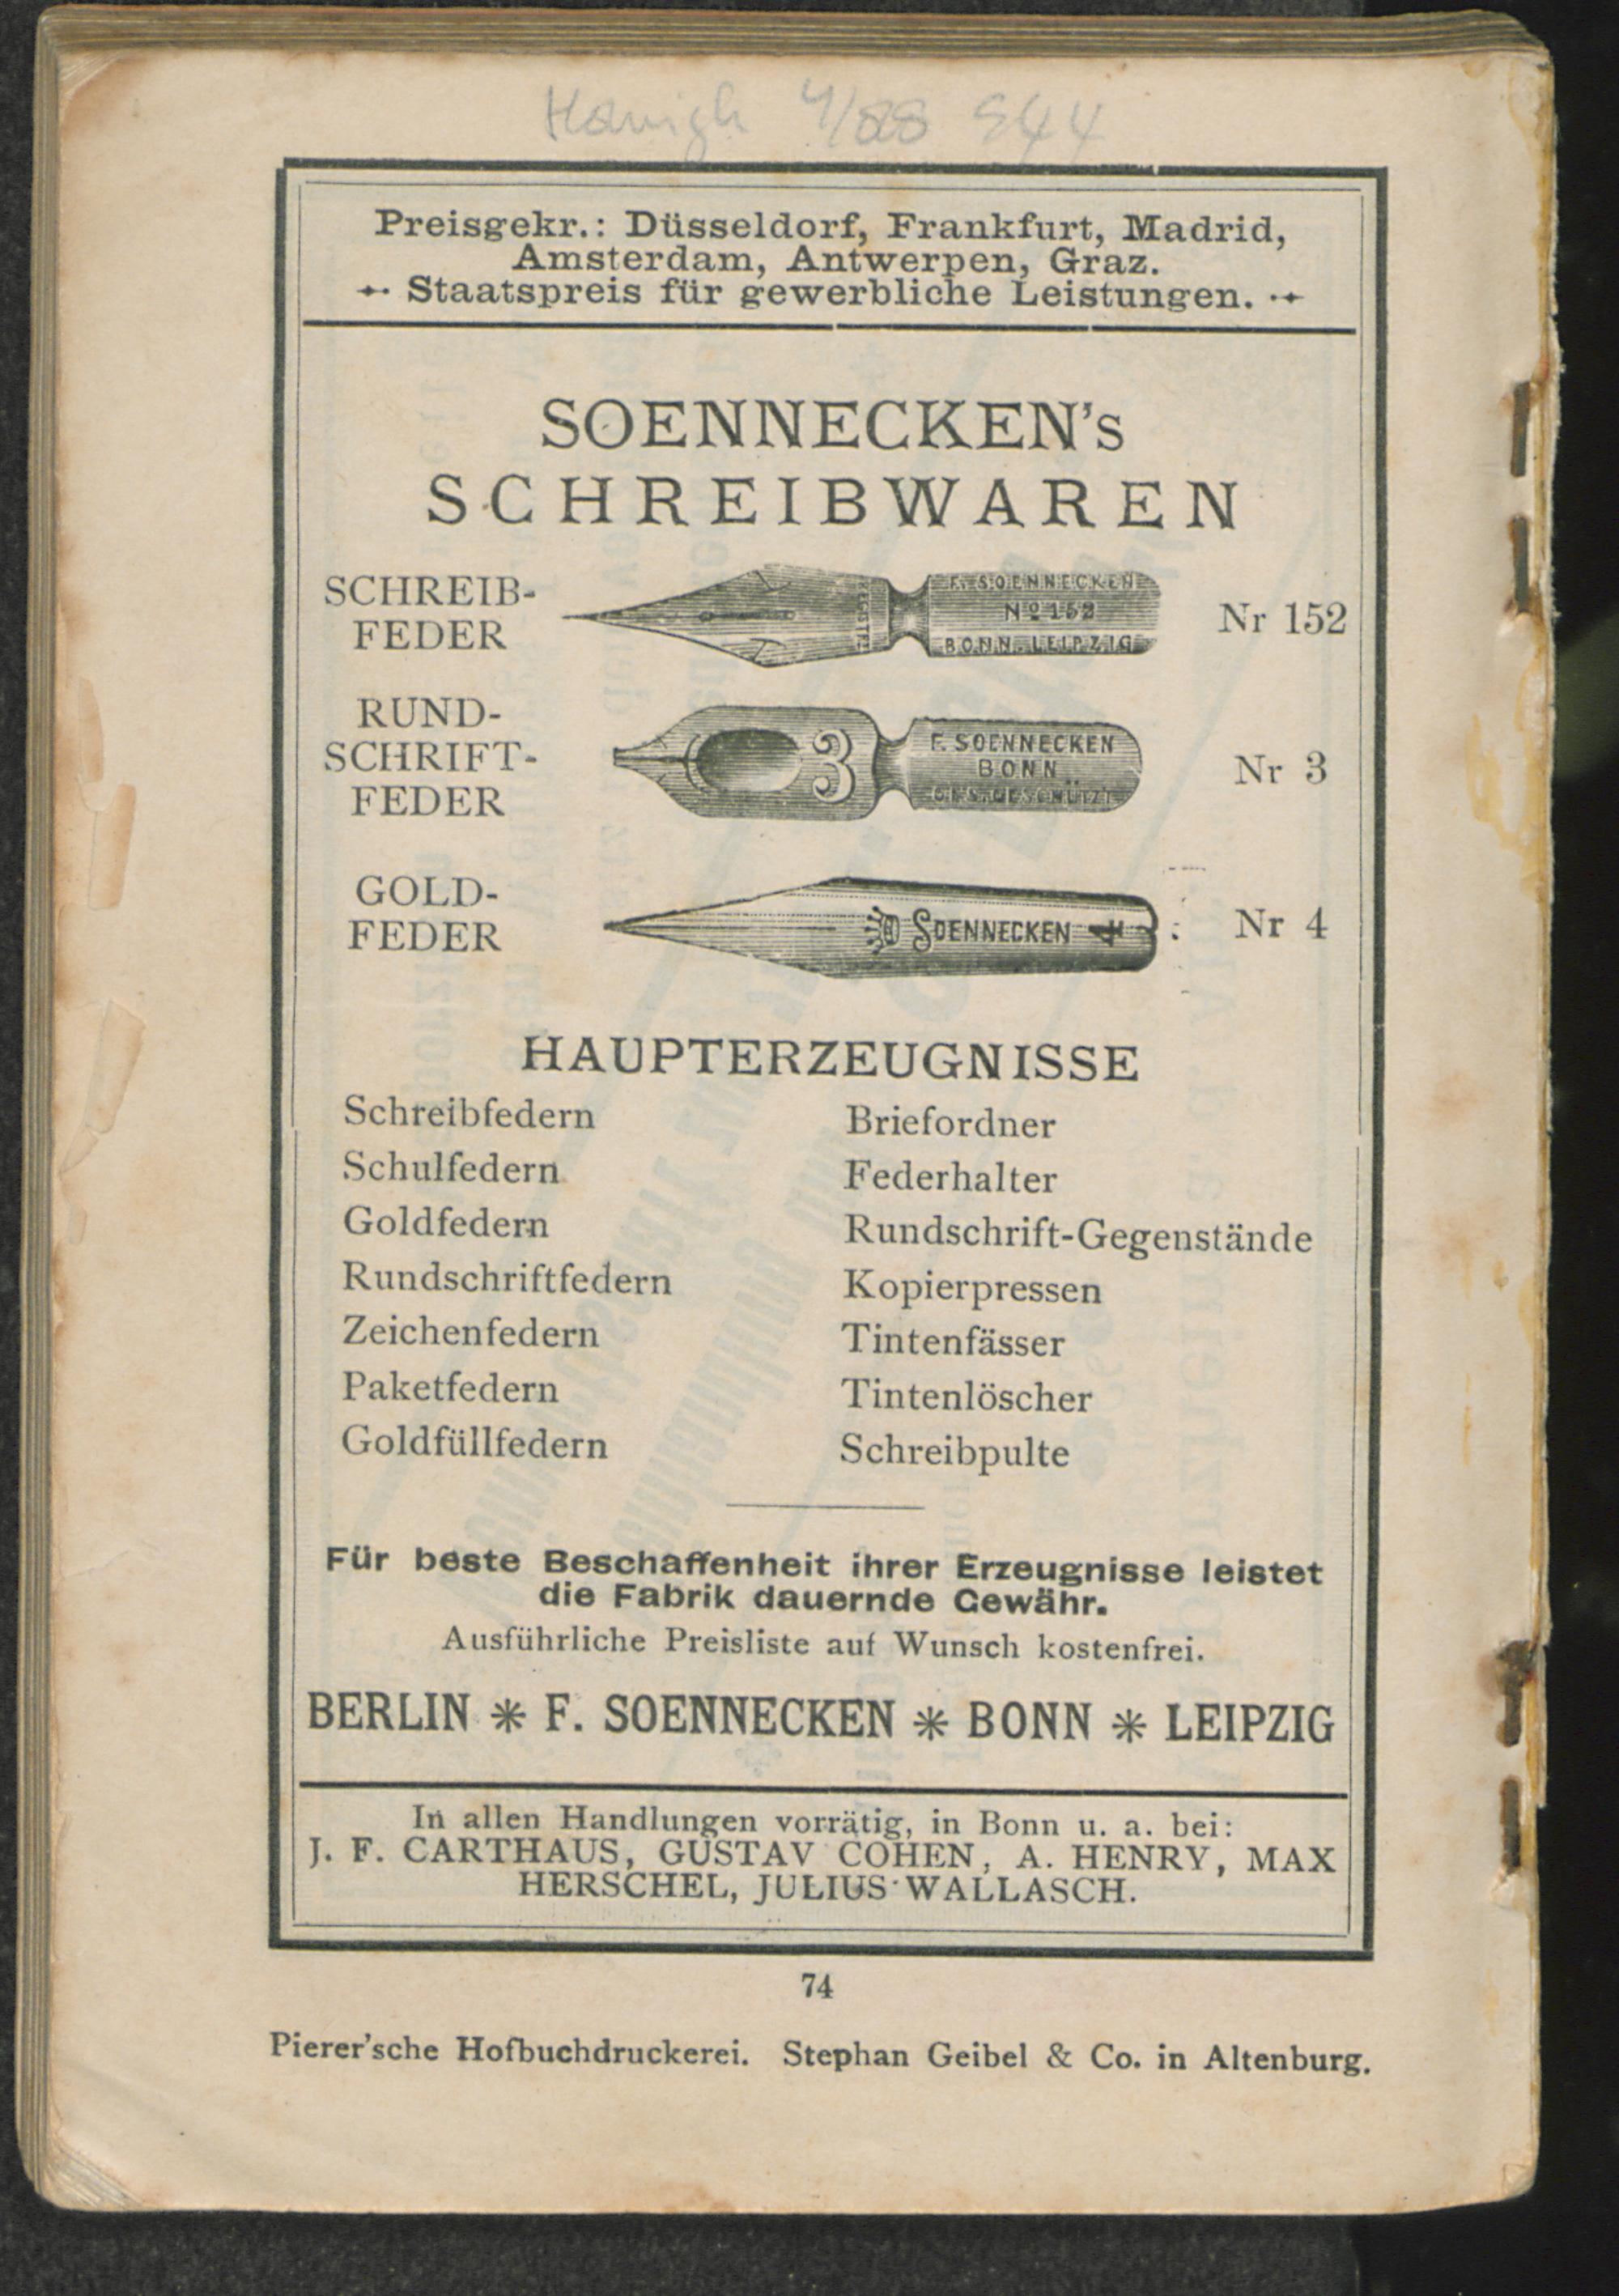 4/88 944
Preisgekr.: Düsseldorf, Frankfurt, Madrid,
Amsterdam, Antwerpen, Graz.
Staatspreis für gewerbliche Leistungen.
SOENNECKEN's
SCHREIBWAREN
SCHREIB-
FEDER
F. SOENNECKEN
Nº 152
BONN. LEIPZIG
Nr 152
RUND-
SCHRIFT-
FEDER
3
F. SOENNECKEN
BONN
GES. GESCHÜTZT
Nr 3
GOLD-
FEDER
SOENNECKEN 4
Nr 4
HAUPTERZEUGNISSE
Schreibfedern
Schulfedern
Goldfedern
Rundschriftfedern
Zeichenfedern
Paketfedern
Goldfüllfedern
Briefordner
Federhalter
Rundschrift-Gegenstände
Kopierpressen
Tintenfässer
Tintenlöscher
Schreibpulte
Für beste Beschaffenheit ihrer Erzeugnisse leistet
die Fabrik dauernde Gewähr.
Ausführliche Preisliste auf Wunsch kostenfrei.
BERLIN * F. SOENNECKEN * BONN * LEIPZIG
In allen Handlungen vorrätig, in Bonn u. a. bei:
J. F. CARTHAUS, GUSTAV COHEN, A. HENRY, MAX
HERSCHEL, JULIUS WALLASCH.
74
Pierer'sche Hofbuchdruckerei. Stephan Geibel & Co. in Altenburg.